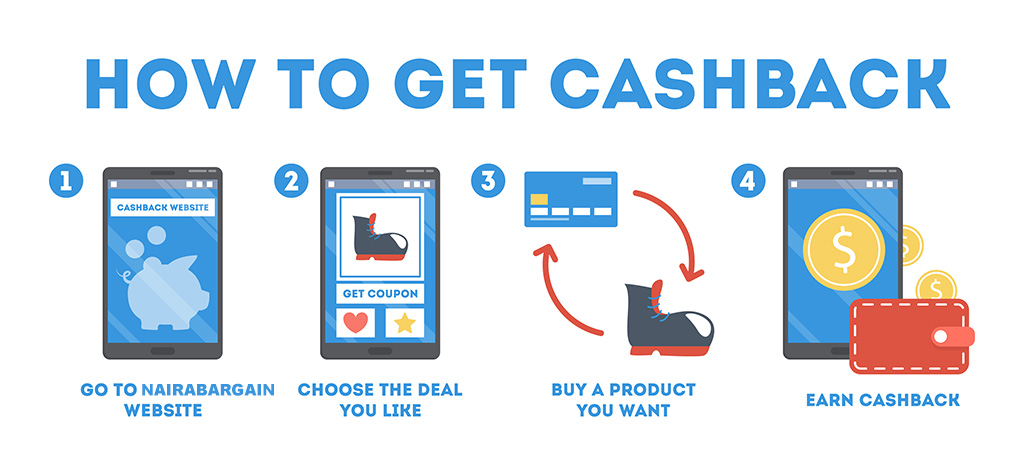 HOW TO GET CASHBACK
1
CASHBACK WEBSITE
GO TO NAIRABARGAIN
WEBSITE
2
GET COUPON
CHOOSE THE DEAL
YOU LIKE
3
BUY A PRODUCT
YOU WANT
4
$
$
$
EARN CASHBACK